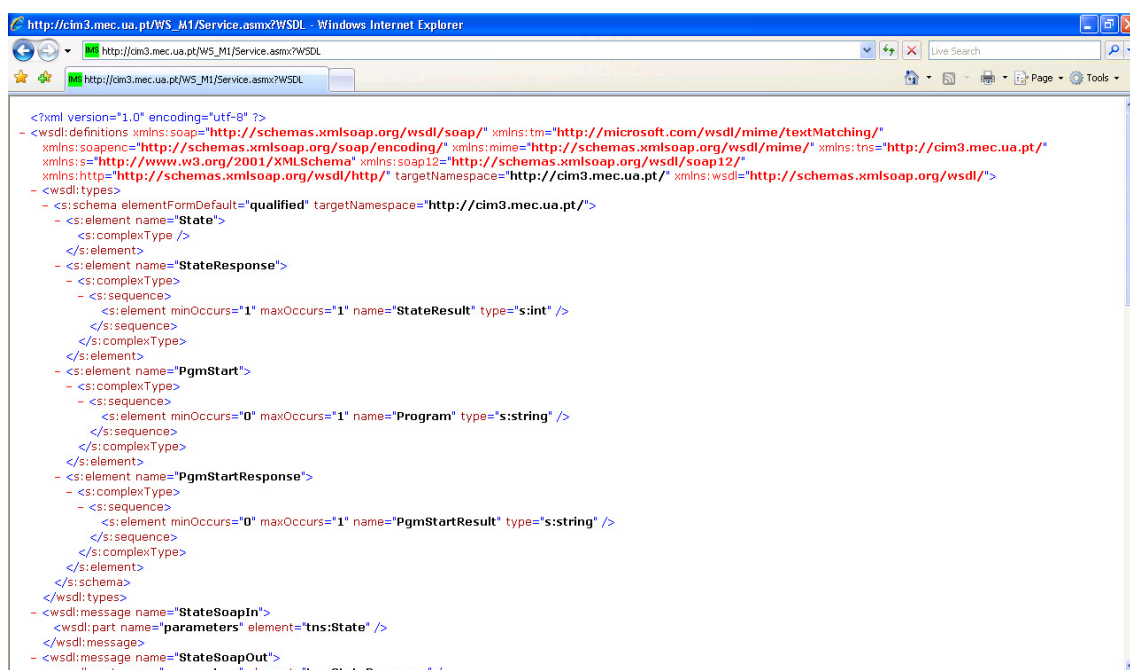 http://cim3.mec.ua.pt/WS_M1/Service.asmx?WSDL - Windows Internet Explorer
IMS http://cim3.mec.ua.pt/WS_M1/Service.asmx?WSDL
Live Search
IMS http://cim3.mec.ua.pt/WS_M1/Service.asmx?WSDL
Page Tools
<?xml version="1.0" encoding="utf-8" ?>
- <wsdl:definitions xmlns:soap="http://schemas.xmlsoap.org/wsdl/soap/" xmlns:tm="http://microsoft.com/wsdl/mime/textMatching/"
xmlns:soapenc="http://schemas.xmlsoap.org/soap/encoding/" xmlns:mime="http://schemas.xmlsoap.org/wsdl/mime/" xmlns:tns="http://cim3.mec.ua.pt/"
xmlns:s="http://www.w3.org/2001/XMLSchema" xmlns:soap12="http://schemas.xmlsoap.org/wsdl/soap12/"
xmlns:http="http://schemas.xmlsoap.org/wsdl/http/" targetNamespace="http://cim3.mec.ua.pt/" xmlns:wsdl="http://schemas.xmlsoap.org/wsdl/">
- <wsdl:types>
- <s:schema elementFormDefault="qualified" targetNamespace="http://cim3.mec.ua.pt/">
- <s:element name="State">
<s:complexType />
</s:element>
- <s:element name="StateResponse">
- <s:complexType>
- <s:sequence>
<s:element minOccurs="1" maxOccurs="1" name="StateResult" type="s:int" />
</s:sequence>
</s:complexType>
</s:element>
- <s:element name="PgmStart">
- <s:complexType>
- <s:sequence>
<s:element minOccurs="0" maxOccurs="1" name="Program" type="s:string" />
</s:sequence>
</s:complexType>
</s:element>
- <s:element name="PgmStartResponse">
- <s:complexType>
- <s:sequence>
<s:element minOccurs="0" maxOccurs="1" name="PgmStartResult" type="s:string" />
</s:sequence>
</s:complexType>
</s:element>
</s:schema>
</wsdl:types>
- <wsdl:message name="StateSoapIn">
<wsdl:part name="parameters" element="tns:State" />
</wsdl:message>
- <wsdl:message name="StateSoapOut">